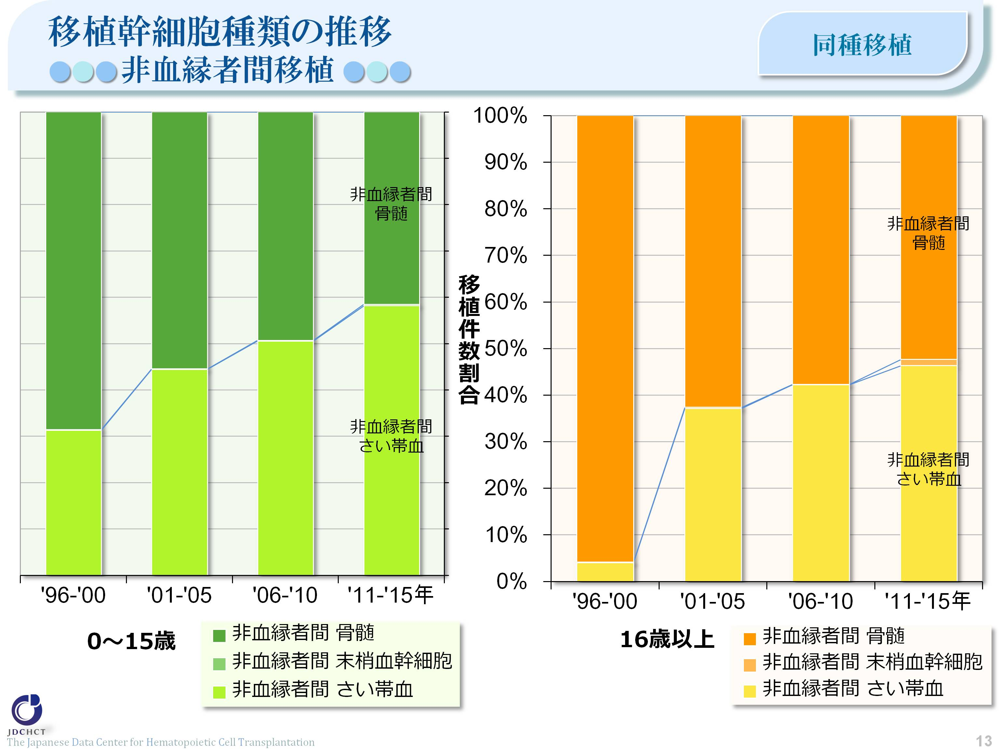 移植幹細胞種類の推移
非血縁者間移植
同種移植
非血縁者間
骨髄
非血縁者間
さい帯血
'96-'00
'01-'05
'06-'10
'11-'15年
移植件数割合
100%
90%
80%
70%
60%
50%
40%
30%
20%
10%
0%
非血縁者間
骨髄
非血縁者間
さい帯血
'96-'00
'01-'05
'06-'10
'11-'15年
0～15歳
非血縁者間 骨髄
非血縁者間 末梢血幹細胞
非血縁者間 さい帯血
16歳以上
非血縁者間 骨髄
非血縁者間 末梢血幹細胞
非血縁者間 さい帯血
JDCHCT
The Japanese Data Center for Hematopoietic Cell Transplantation
13